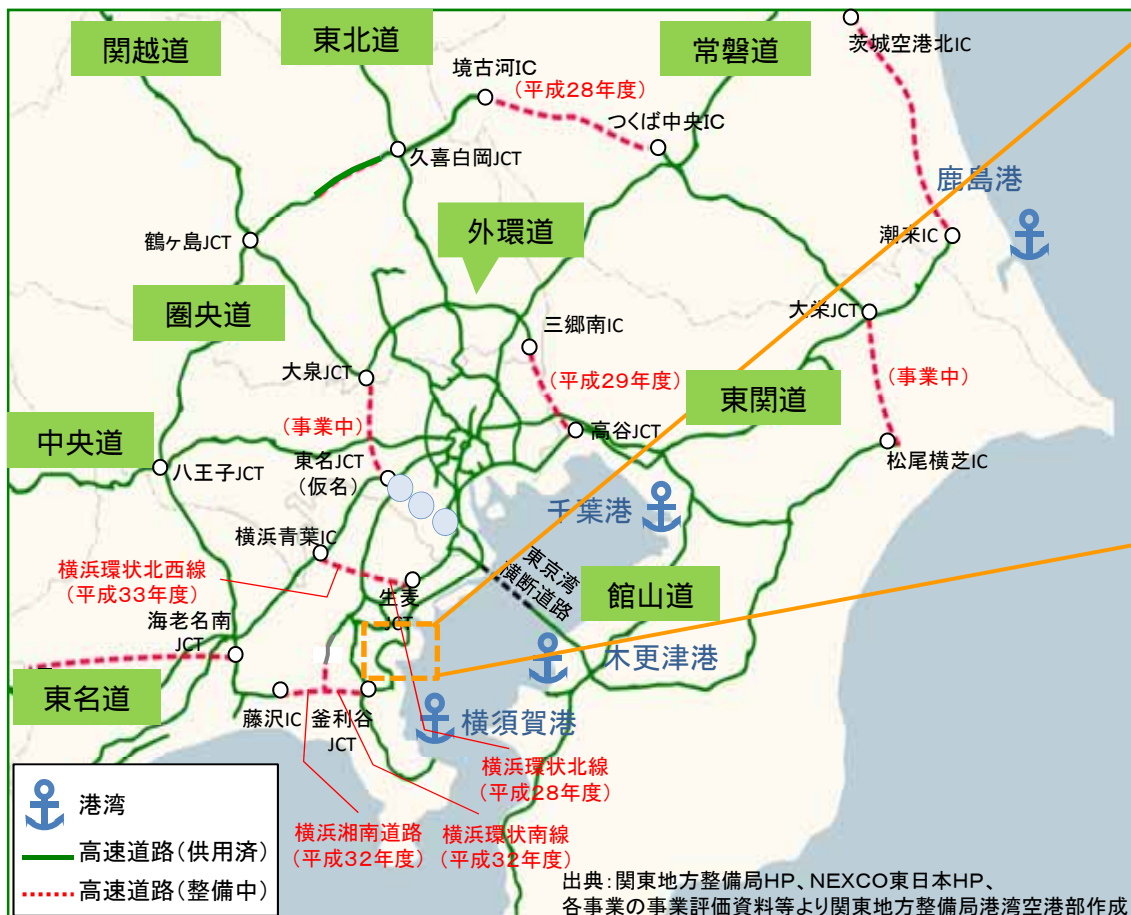 関越道
東北道
常磐道
茨城空港北IC
境古河IC
(平成28年度)
つくば中央IC
久喜白岡JCT
鹿島港
外環道
鶴ヶ島JCT
潮来IC
圏央道
大栄JCT
三郷南IC
大泉JCT
(平成29年度)
(事業中)
東関道
(事業中)
中央道
高谷JCT
八王子JCT
東名JCT
(仮名)
松尾横芝IC
千葉港
横浜青葉IC
東京湾
横断道路
横浜環状北西線
(平成33年度)
生麦
JCT
館山道
海老名南
JCT
木更津港
東名道
藤沢IC
釜利谷
JCT
横須賀港
横浜環状北線
(平成28年度)
港湾
横浜湘南道路
(平成32年度)
横浜環状南線
(平成32年度)
高速道路(供用済)
高速道路(整備中)
出典:関東地方整備局HP、NEXCO東日本HP、
各事業の事業評価資料等より関東地方整備局港湾空港部作成